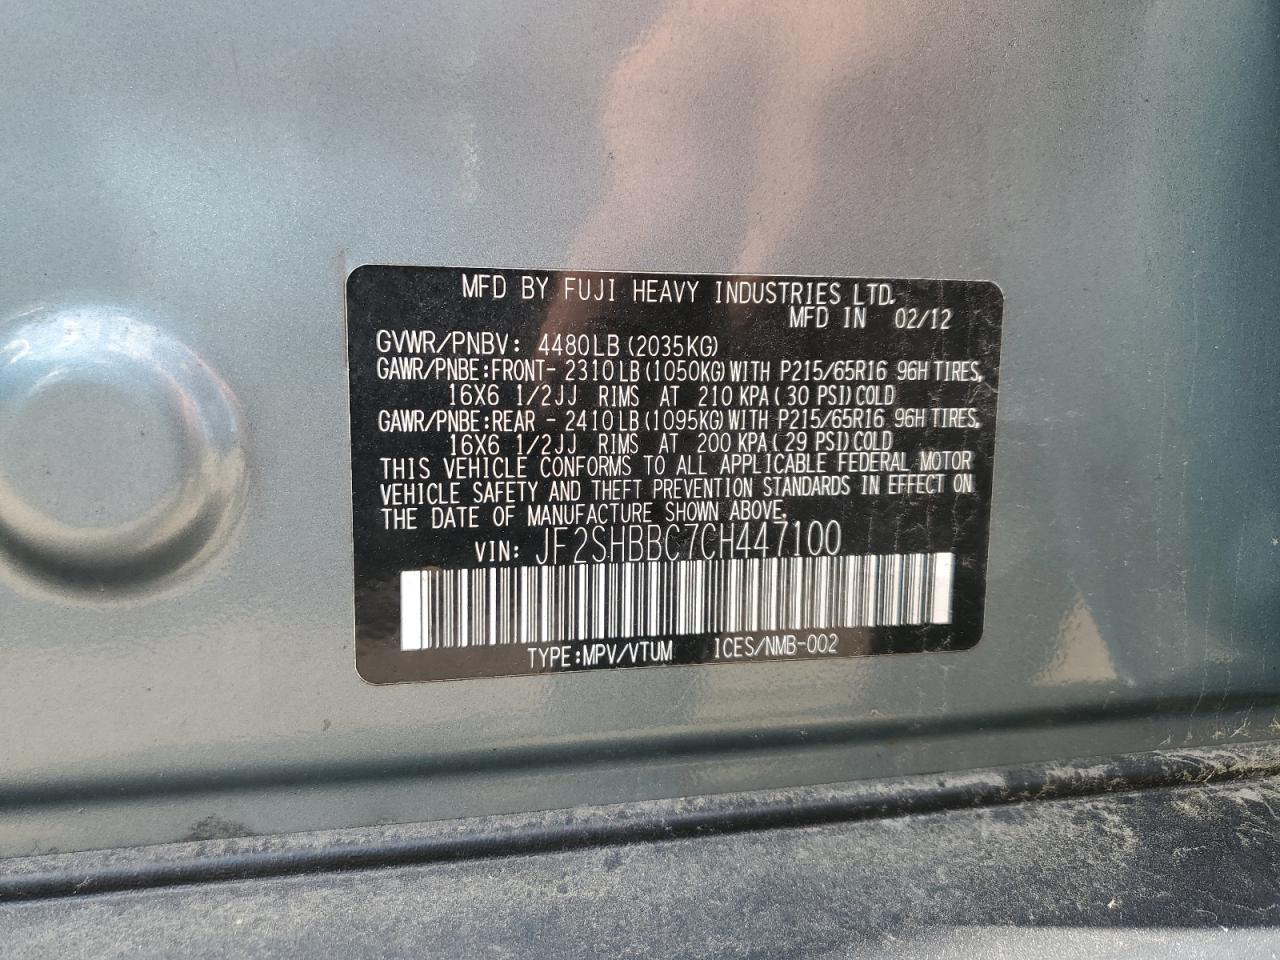 MFD BY FUJI HEAVY INDUSTRIES LTD.
MFD IN 02/12
GVWR/PNBV: 4480LB (2035KG)
GAWR/PNBE:FRONT- 2310LB (1050KG) WITH P215/65R16 96H TIRES,
16X6 1/2JJ RIMS AT 210 KPA (30 PSI) COLD
GAWR/PNBE:REAR - 2410LB (1095KG) WITH P215/65R16 96H TIRES,
16X6 1/2JJ RIMS AT 200 KPA (29 PSI) COLD
THIS VEHICLE CONFORMS TO ALL APPLICABLE FEDERAL MOTOR
VEHICLE SAFETY AND THEFT PREVENTION STANDARDS IN EFFECT ON
THE DATE OF MANUFACTURE SHOWN ABOVE.
VIN: JF2SHBBC7CH447100
TYPE:MPV/VTUM ICES/NMB-002